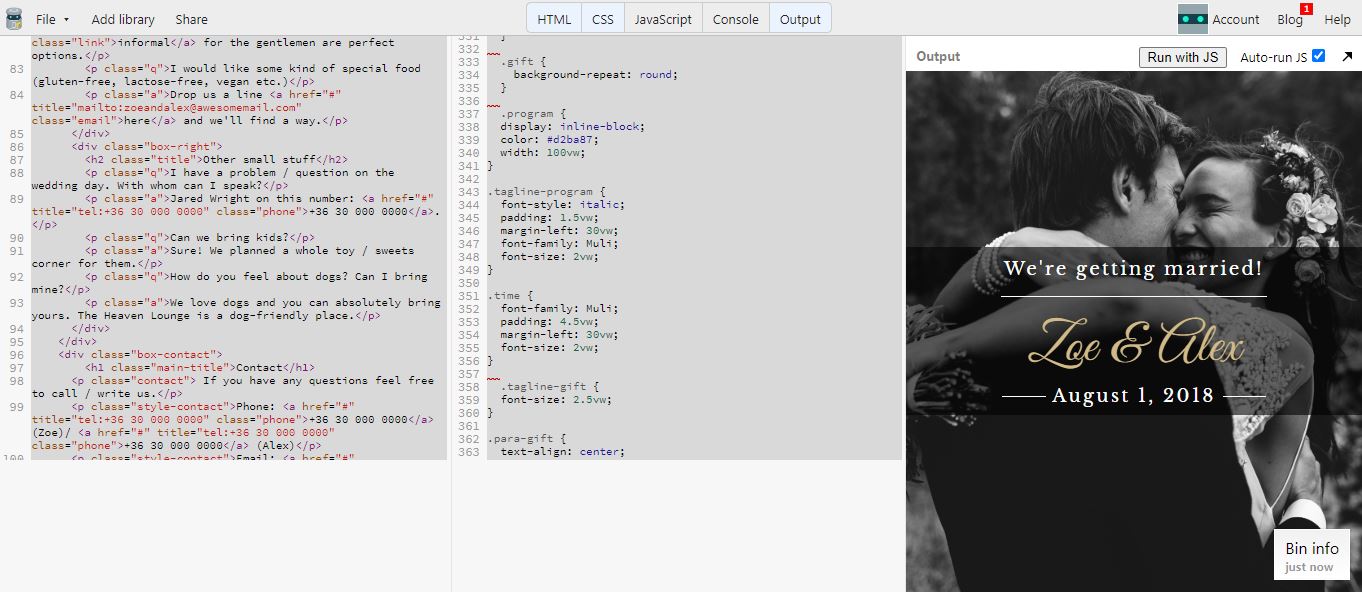 File
Add library
Share
HTML
CSS
JavaScript
Console
Output
Account
Blog
1
Help
class="link">informal</a> for the gentlemen are perfect
options.</p>
83 <p class="q">I would like some kind of special food
(gluten-free, lactose-free, vegan etc.)</p>
84 <p class="a">Drop us a line <a href="#"
title="mailto:zoeandalex@awesomemail.com"
class="email">here</a> and we'll find a way.</p>
85 </div>
86 <div class="box-right">
87 <h2 class="title">Other small stuff</h2>
88 <p class="q">I have a problem / question on the
wedding day. With whom can I speak?</p>
89 <p class="a">Jared Wright on this number: <a href="#"
title="tel:+36 30 000 0000" class="phone">+36 30 000 0000</a>.
</p>
90 <p class="q">Can we bring kids?</p>
91 <p class="a">Sure! We planned a whole toy / sweets
corner for them.</p>
92 <p class="q">How do you feel about dogs? Can I bring
mine?</p>
93 <p class="a">We love dogs and you can absolutely bring
yours. The Heaven Lounge is a dog-friendly place.</p>
94 </div>
95 </div>
96 <div class="box-contact">
97 <h1 class="main-title">Contact</h1>
98 <p class="contact"> If you have any questions feel free
to call / write us.</p>
99 <p class="style-contact">Phone: <a href="#"
title="tel:+36 30 000 0000" class="phone">+36 30 000 0000</a>
(Zoe)/ <a href="#" title="tel:+36 30 000 0000"
class="phone">+36 30 000 0000</a> (Alex)</p>
100 <p class="style-contact">Email: <a href="#"
331 }
332
333 .gift {
334 background-repeat: round;
335 }
336
337 .program {
338 display: inline-block;
339 color: #d2ba87;
340 width: 100vw;
341 }
342
343 .tagline-program {
344 font-style: italic;
345 padding: 1.5vw;
346 margin-left: 30vw;
347 font-family: Muli;
348 font-size: 2vw;
349 }
350
351 .time {
352 font-family: Muli;
353 padding: 4.5vw;
354 margin-left: 30vw;
355 font-size: 2vw;
356 }
357
358 .tagline-gift {
359 font-size: 2.5vw;
360 }
361
362 .para-gift {
363 text-align: center;
Output
Run with JS
Auto-run JS
We're getting married!
Zoe & Alex
August 1, 2018
Bin info
just now